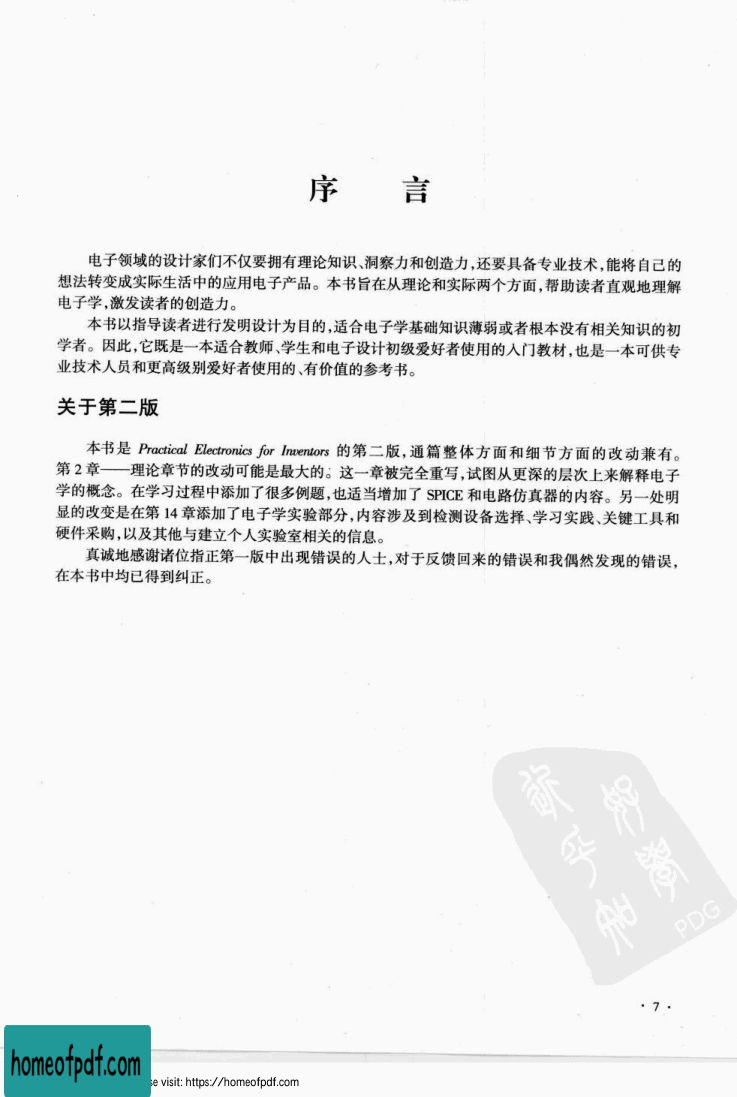 序 言
电子领域的设计家们不仅要拥有理论知识、洞察力和创造力,还要具备专业技术,能将自己的
想法转变成实际生活中的应用电子产品。本书旨在从理论和实际两个方面,帮助读者直观地理解
电子学,激发读者的创造力。
本书以指导读者进行发明设计为目的,适合电子学基础知识薄弱或者根本没有相关知识的初
学者。因此,它既是一本适合教师、学生和电子设计初级爱好者使用的入门教材,也是一本可供专
业技术人员和更高级别爱好者使用的、有价值的参考书。
关于第二版
本书是 Practical Electronics for Inventors 的第二版,通篇整体方面和细节方面的改动兼有。
第 2 章——理论章节的改动可能是最大的。这一章被完全重写,试图从更深的层次上来解释电子
学的概念。在学习过程中添加了很多例题,也适当增加了 SPICE 和电路仿真器的内容。另一处明
显的改变是在第 14 章添加了电子学实验部分,内容涉及到检测设备选择、学习实践、关键工具和
硬件采购,以及其他与建立个人实验室相关的信息。
真诚地感谢诸位指正第一版中出现错误的人士,对于反馈回来的错误和我偶然发现的错误,
在本书中均已得到纠正。
PDG
· 7 ·
homeofpdf.com
se visit: https://homeofpdf.com